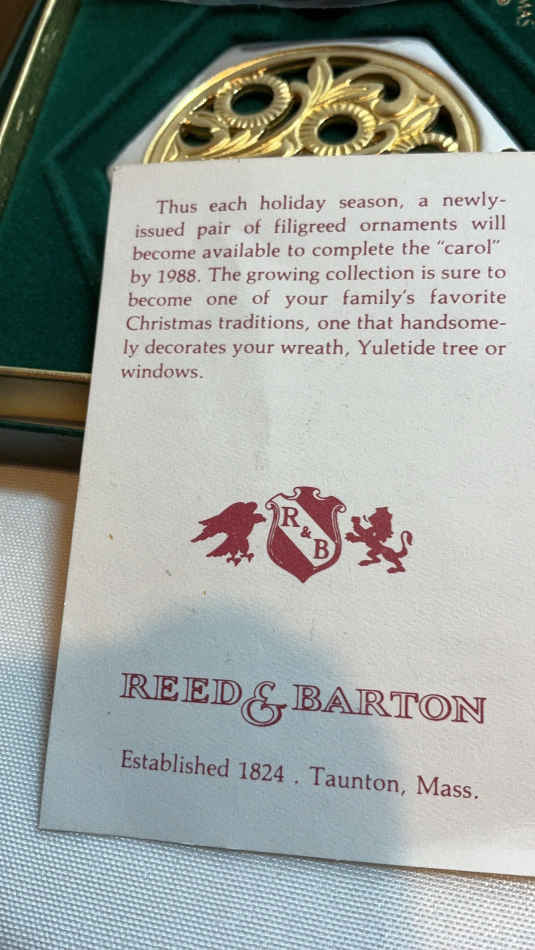 MAS
Thus each holiday season, a newly-
issued pair of filigreed ornaments will
become available to complete the "carol"
by 1988. The growing collection is sure to
become one of your family's favorite
Christmas traditions, one that handsome-
ly decorates your wreath, Yuletide tree or
windows.
R & B
REED & BARTON
Established 1824 . Taunton, Mass.